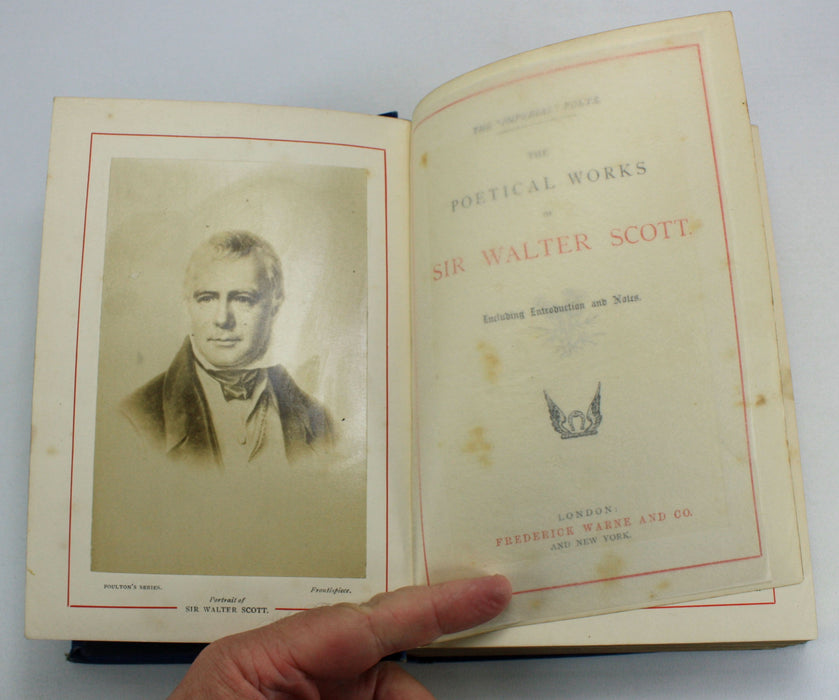 POULTON'S SERIES.
Frontispiece.
Portrait of
SIR WALTER SCOTT.
THE "IMPERIAL" POETS.
THE
POETICAL WORKS
OF
SIR WALTER SCOTT.
Including Introduction and Notes.
LONDON:
FREDERICK WARNE AND CO.
AND NEW YORK.